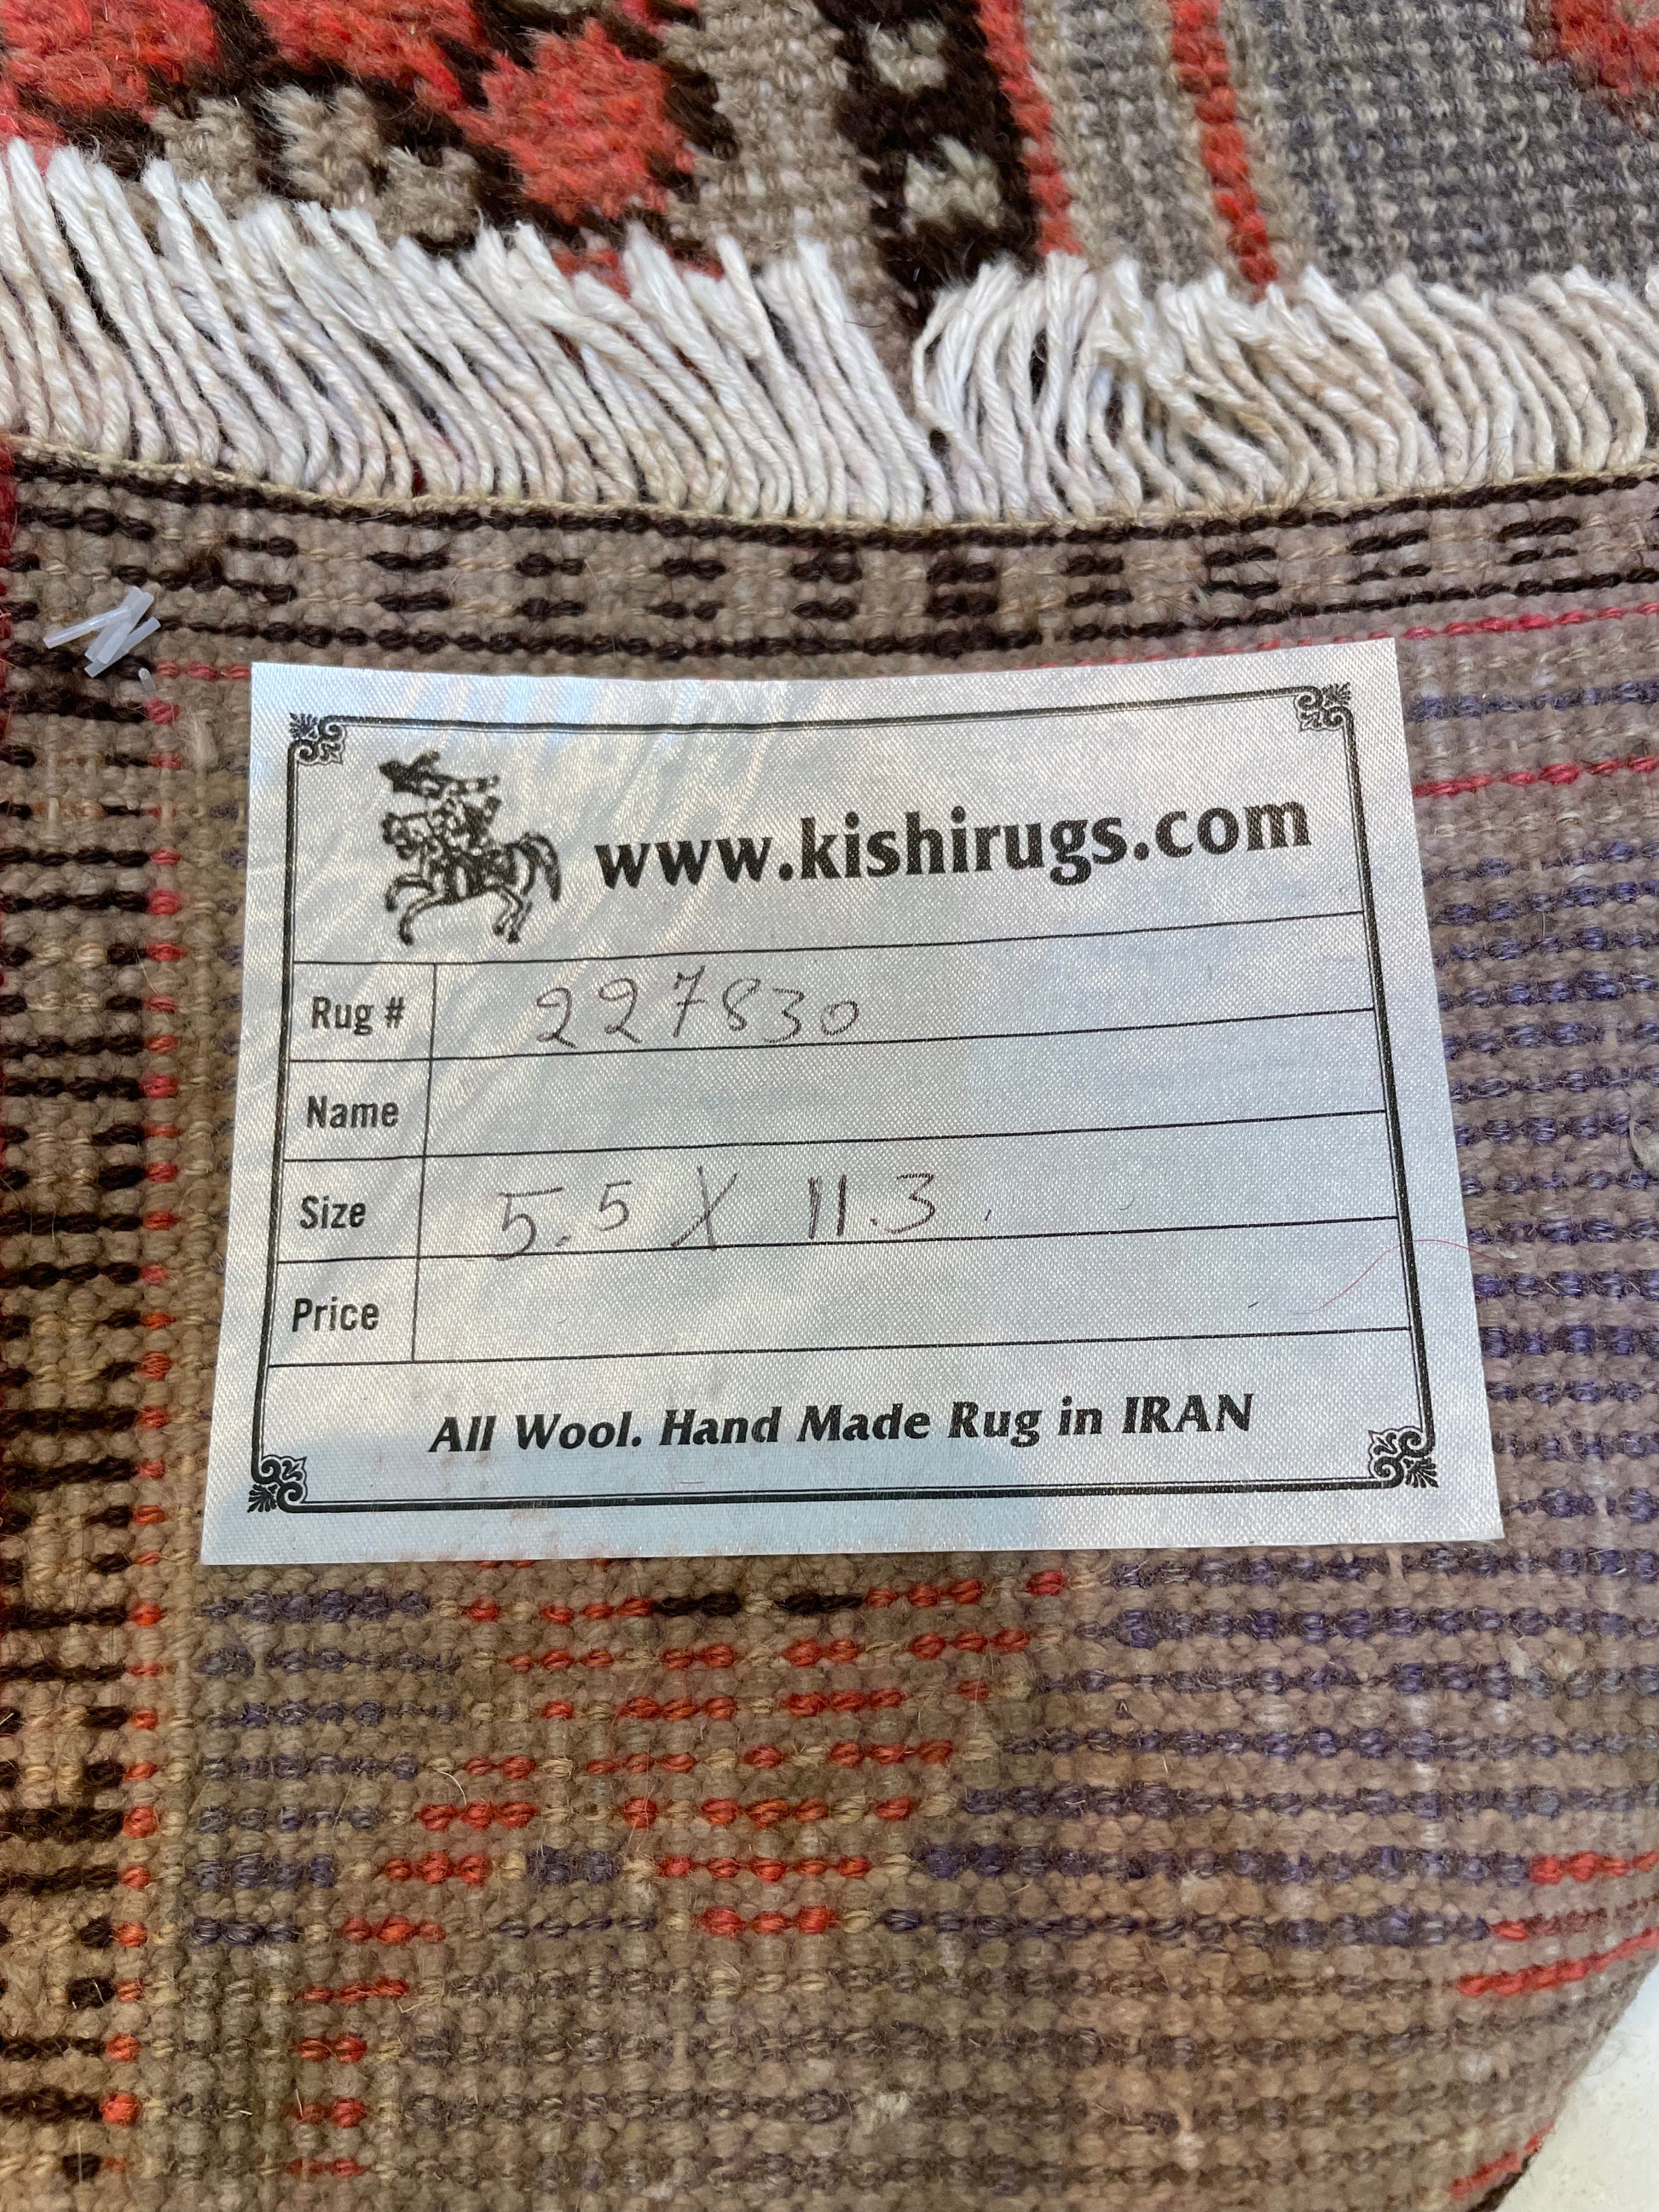 www.kishirugs.com
Rug # 227830
Name
Size 5.5 X 11.3
Price
All Wool. Hand Made Rug in IRAN